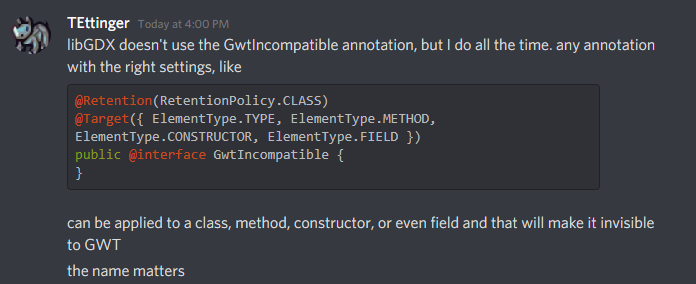 TEttinger Today at 4:00 PM
libGDX doesn't use the GwtIncompatible annotation, but I do all the time. any annotation
with the right settings, like
@Retention(RetentionPolicy.CLASS)
@Target({ ElementType.TYPE, ElementType.METHOD,
ElementType.CONSTRUCTOR, ElementType.FIELD })
public @interface GwtIncompatible {
}
can be applied to a class, method, constructor, or even field and that will make it invisible
to GWT
the name matters